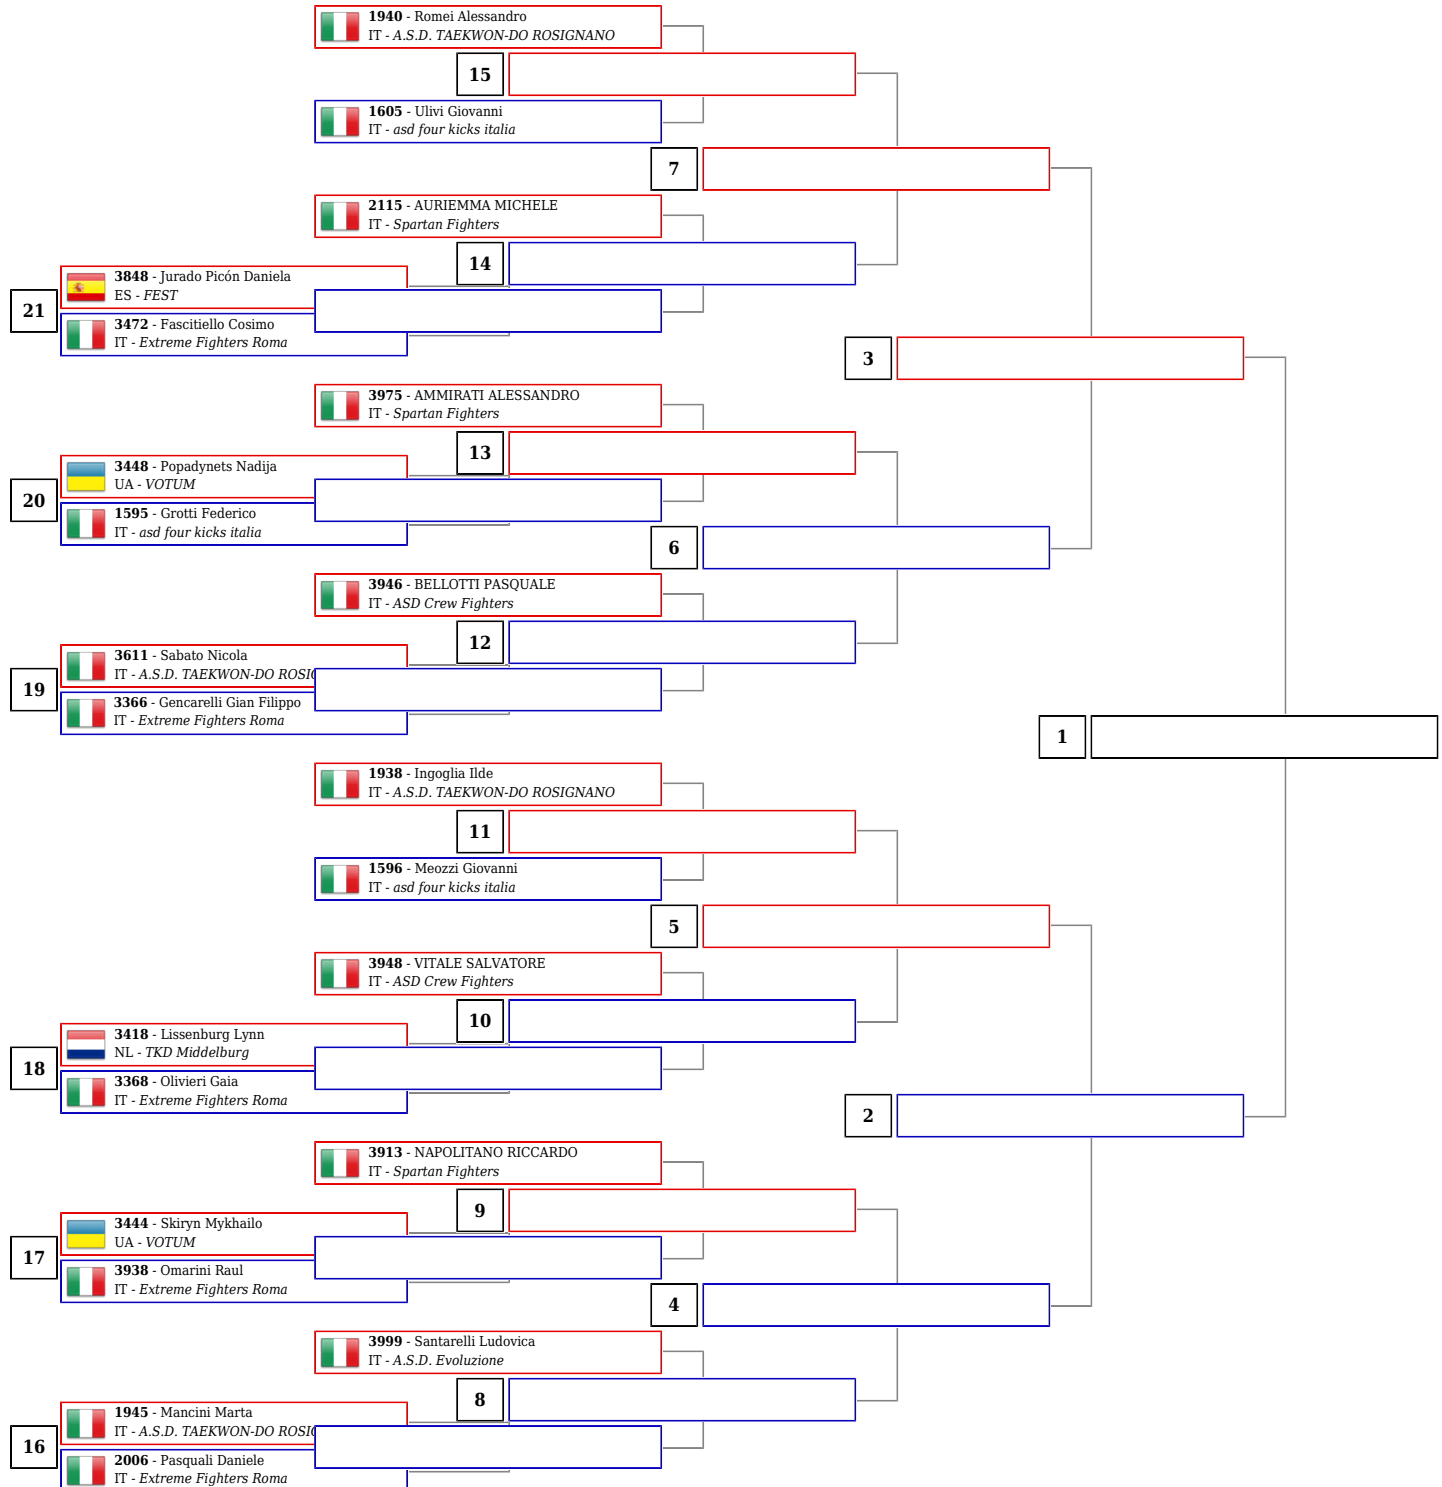 1940 - Romei Alessandro
IT - A.S.D. TAEKWON-DO ROSIGNANO
15
1605 - Ulivi Giovanni
IT - asd four kicks italia
7
2115 - AURIEMMA MICHELE
IT - Spartan Fighters
14
3848 - Jurado Picón Daniela
ES - FEST
21
3472 - Fascitiello Cosimo
IT - Extreme Fighters Roma
3
3975 - AMMIRATI ALESSANDRO
IT - Spartan Fighters
13
3448 - Popadynets Nadija
UA - VOTUM
20
1595 - Grotti Federico
IT - asd four kicks italia
6
3946 - BELLOTTI PASQUALE
IT - ASD Crew Fighters
12
3611 - Sabato Nicola
IT - A.S.D. TAEKWON-DO ROSIG
19
3366 - Gencarelli Gian Filippo
IT - Extreme Fighters Roma
1
1938 - Ingoglia Ilde
IT - A.S.D. TAEKWON-DO ROSIGNANO
11
1596 - Meozzi Giovanni
IT - asd four kicks italia
5
3948 - VITALE SALVATORE
IT - ASD Crew Fighters
10
3418 - Lissenburg Lynn
NL - TKD Middelburg
18
3368 - Olivieri Gaia
IT - Extreme Fighters Roma
2
3913 - NAPOLITANO RICCARDO
IT - Spartan Fighters
9
3444 - Skiryn Mykhailo
UA - VOTUM
17
3938 - Omarini Raul
IT - Extreme Fighters Roma
4
3999 - Santarelli Ludovica
IT - A.S.D. Evoluzione
8
1945 - Mancini Marta
IT - A.S.D. TAEKWON-DO ROSIG
16
2006 - Pasquali Daniele
IT - Extreme Fighters Roma